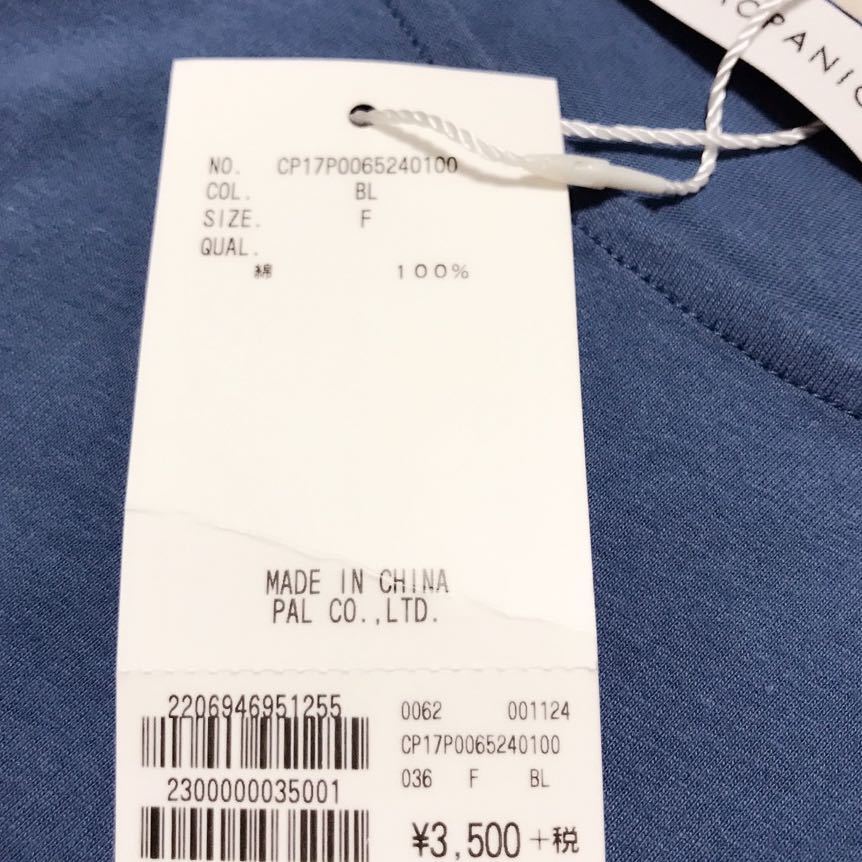 ACPANIC
NO. CP17P0065240100
COL. BL
SIZE. F
QUAL.
綿 100%
MADE IN CHINA
PAL CO.,LTD.
2206946951255
0062 001124
CP17P0065240100
036 F BL
2300000035001
¥3,500+税